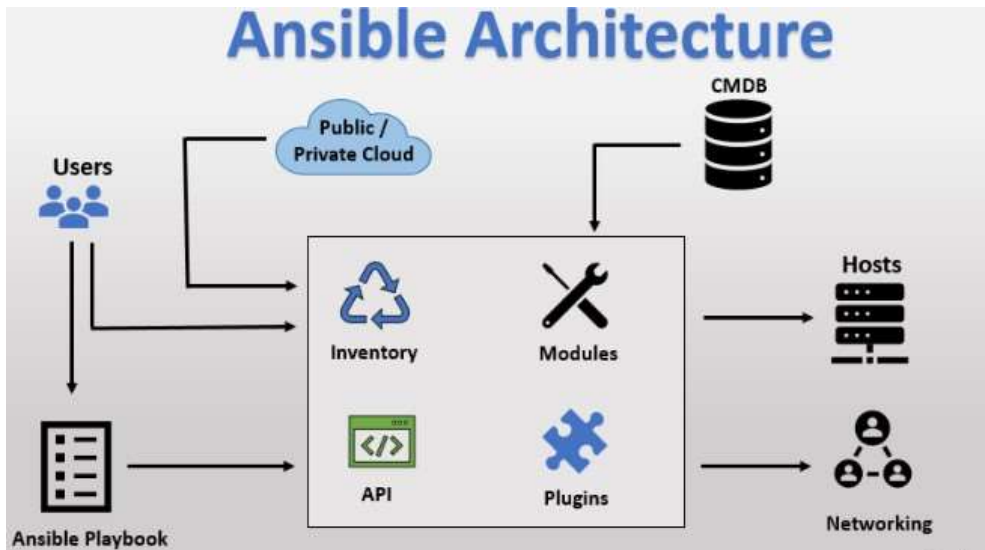 Ansible Architecture
CMDB
Public /
Private Cloud
Users
Hosts
Inventory
Modules
</>
API
Plugins
Ansible Playbook
Networking